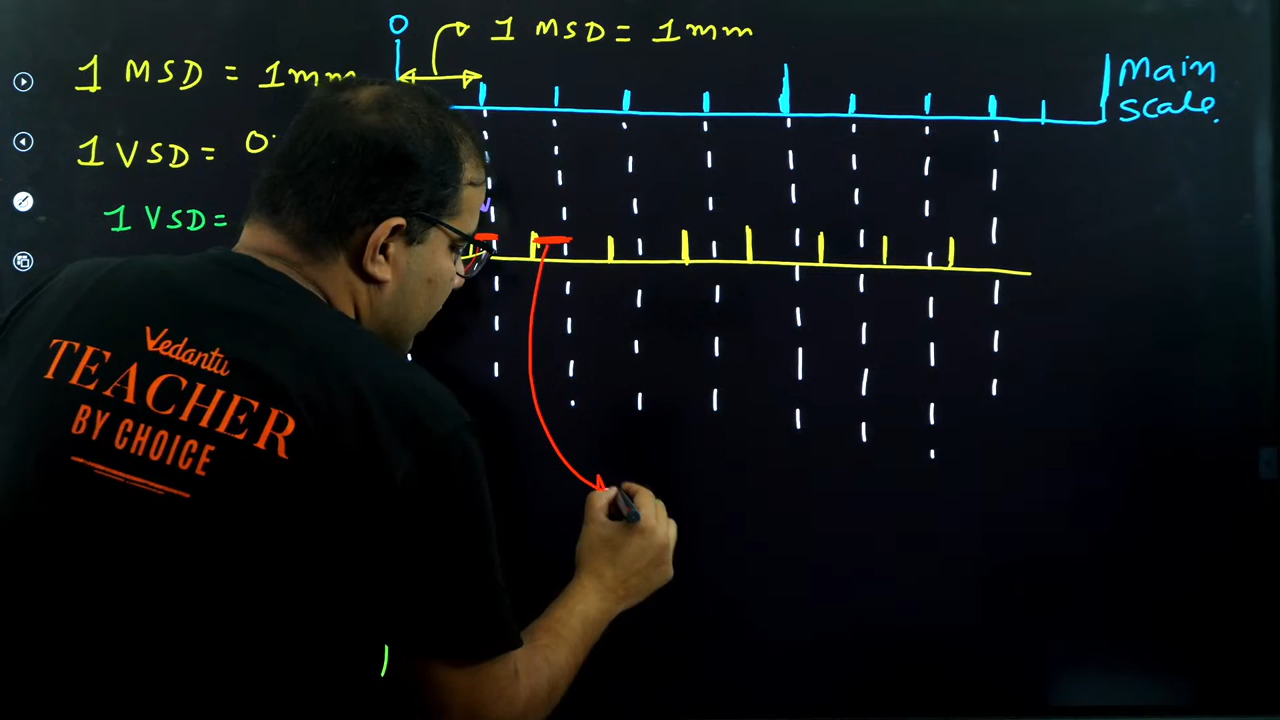 0
1 MSD = 1mm
1 MSD = 1mm
Main
scale.
1 VSD = 0.
1 VSD =
Vedantu
TEACHER
BY CHOICE